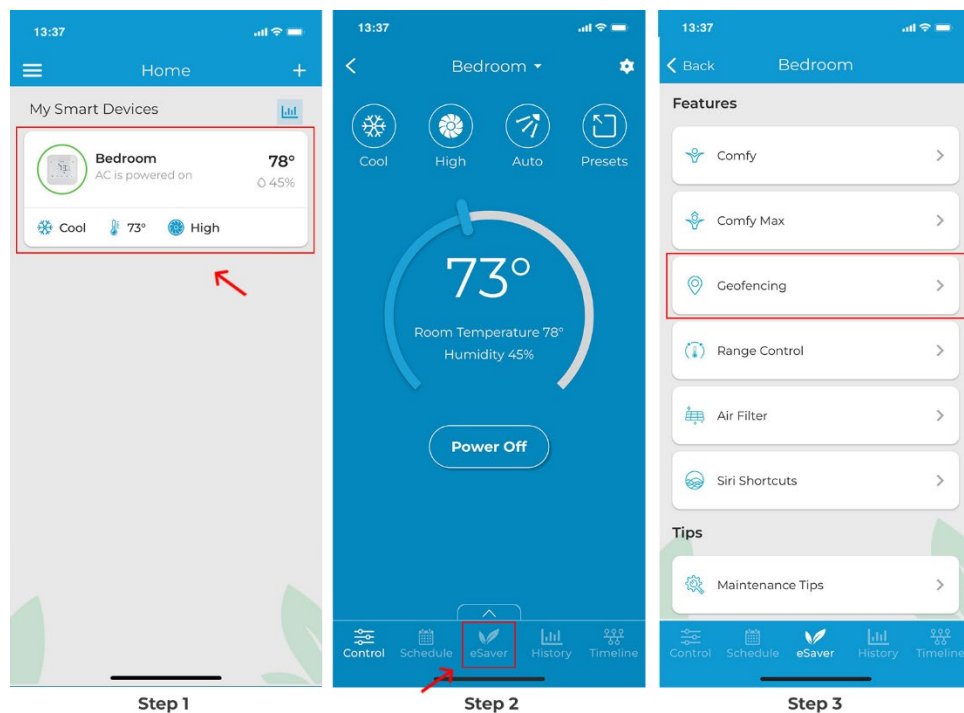 13:37
Home
+
My Smart Devices
Bedroom
78°
AC is powered on
45%
Cool
73°
High
Step 1
13:37
Bedroom
Cool
High
Auto
Presets
73°
Room Temperature 78°
Humidity 45%
Power Off
Control
Schedule
eSaver
History
Timeline
Step 2
13:37
Back
Bedroom
Features
Comfy
Comfy Max
Geofencing
Range Control
Air Filter
Siri Shortcuts
Tips
Maintenance Tips
Control
Schedule
eSaver
History
Timeline
Step 3